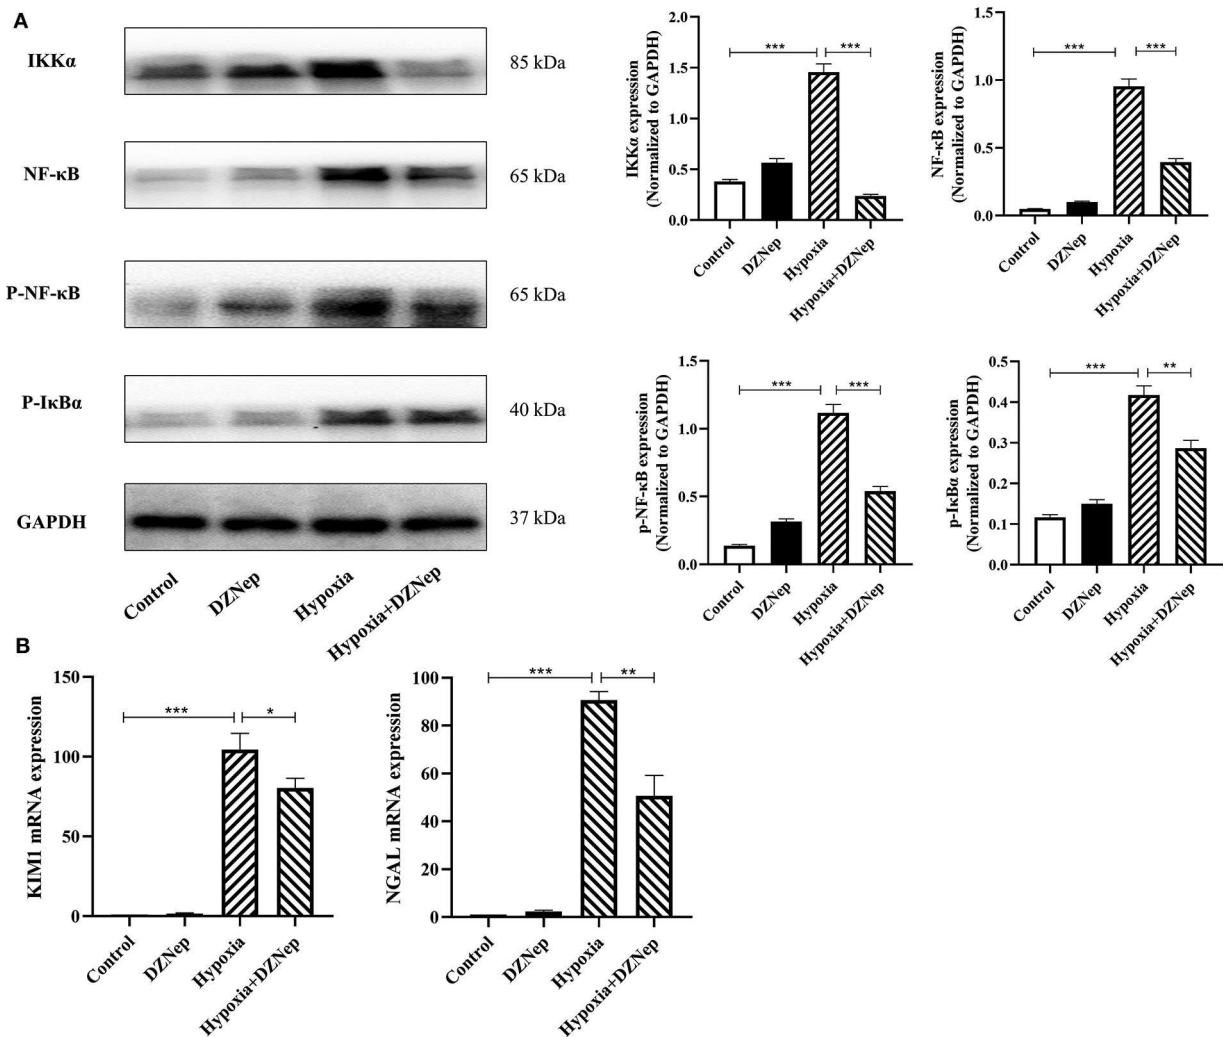 A
IKKα
85 kDa
NF-κB
65 kDa
P-NF-κB
65 kDa
P-IκBα
40 kDa
GAPDH
37 kDa
Control
DZNep
Hypoxia
Hypoxia+DZNep
IKKα expression
(Normalized to GAPDH)
2.0
1.5
1.0
0.5
0.0
***
***
Control
DZNep
Hypoxia
Hypoxia+DZNep
NF-κB expression
(Normalized to GAPDH)
1.5
1.0
0.5
0.0
***
***
Control
DZNep
Hypoxia
Hypoxia+DZNep
p-NF-κB expression
(Normalized to GAPDH)
1.5
1.0
0.5
0.0
***
***
Control
DZNep
Hypoxia
Hypoxia+DZNep
p-IκBα expression
(Normalized to GAPDH)
0.5
0.4
0.3
0.2
0.1
0.0
***
**
Control
DZNep
Hypoxia
Hypoxia+DZNep
B
KIM1 mRNA expression
150
100
50
0
***
*
Control
DZNep
Hypoxia
Hypoxia+DZNep
NGAL mRNA expression
100
80
60
40
20
0
***
**
Control
DZNep
Hypoxia
Hypoxia+DZNep